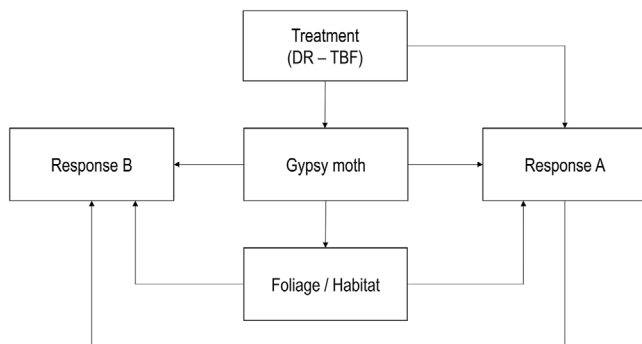 Treatment
(DR – TBF)
Response B
Gypsy moth
Response A
Foliage / Habitat